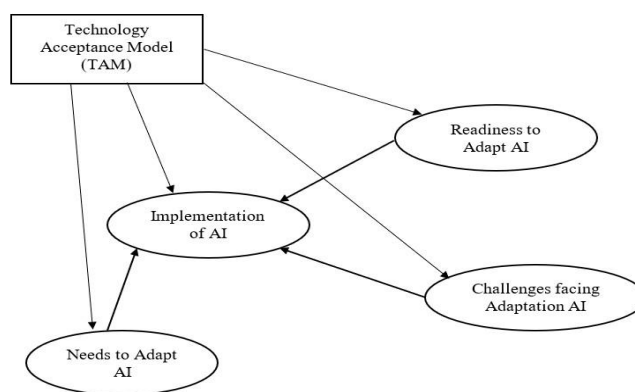 Technology
Acceptance Model
(TAM)
Readiness to
Adapt AI
Implementation
of AI
Challenges facing
Adaptation AI
Needs to Adapt
AI